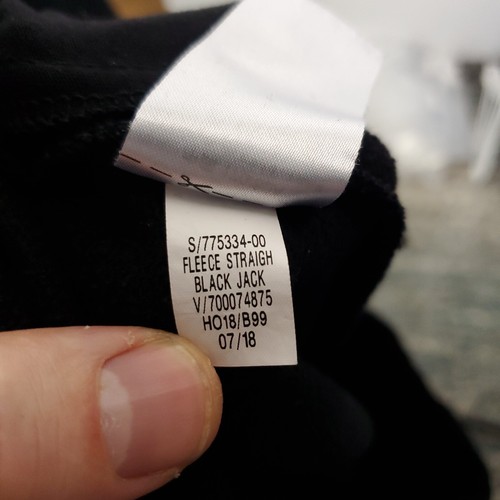 S/775334-00
FLEECE STRAIGH
BLACK JACK
V/700074875
HO18/B99
07/18